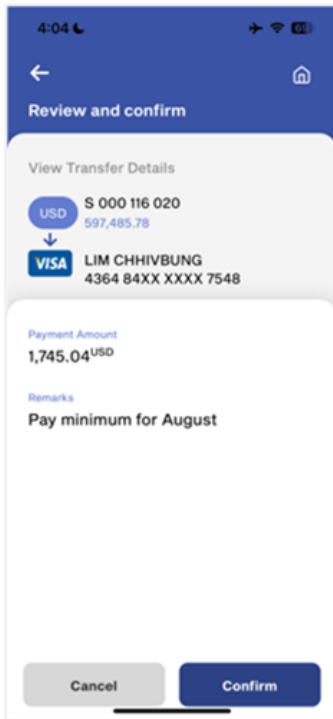 4:04
Review and confirm
View Transfer Details
USD
S 000 116 020
597,485.78
VISA
LIM CHHIVBUNG
4364 84XX XXXX 7548
Payment Amount
1,745.04USD
Remarks
Pay minimum for August
Cancel
Confirm